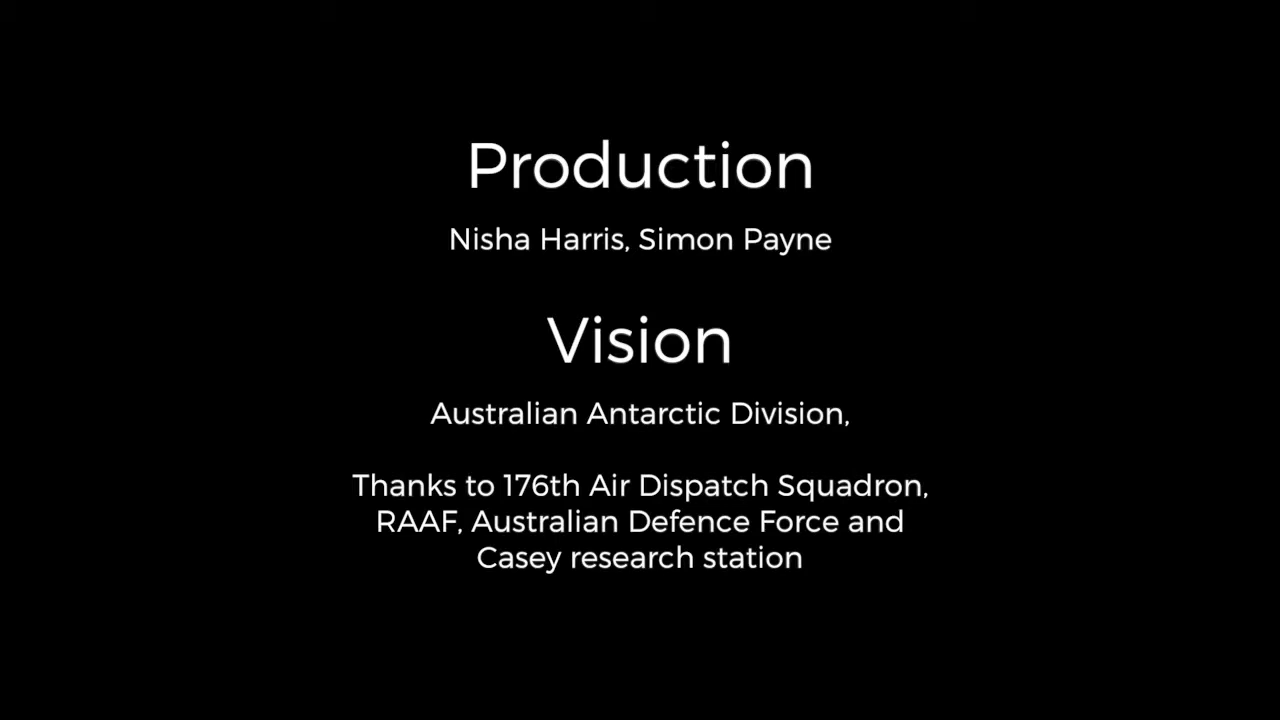 Production
Nisha Harris, Simon Payne
Vision
Australian Antarctic Division,
Thanks to 176th Air Dispatch Squadron,
RAAF, Australian Defence Force and
Casey research station